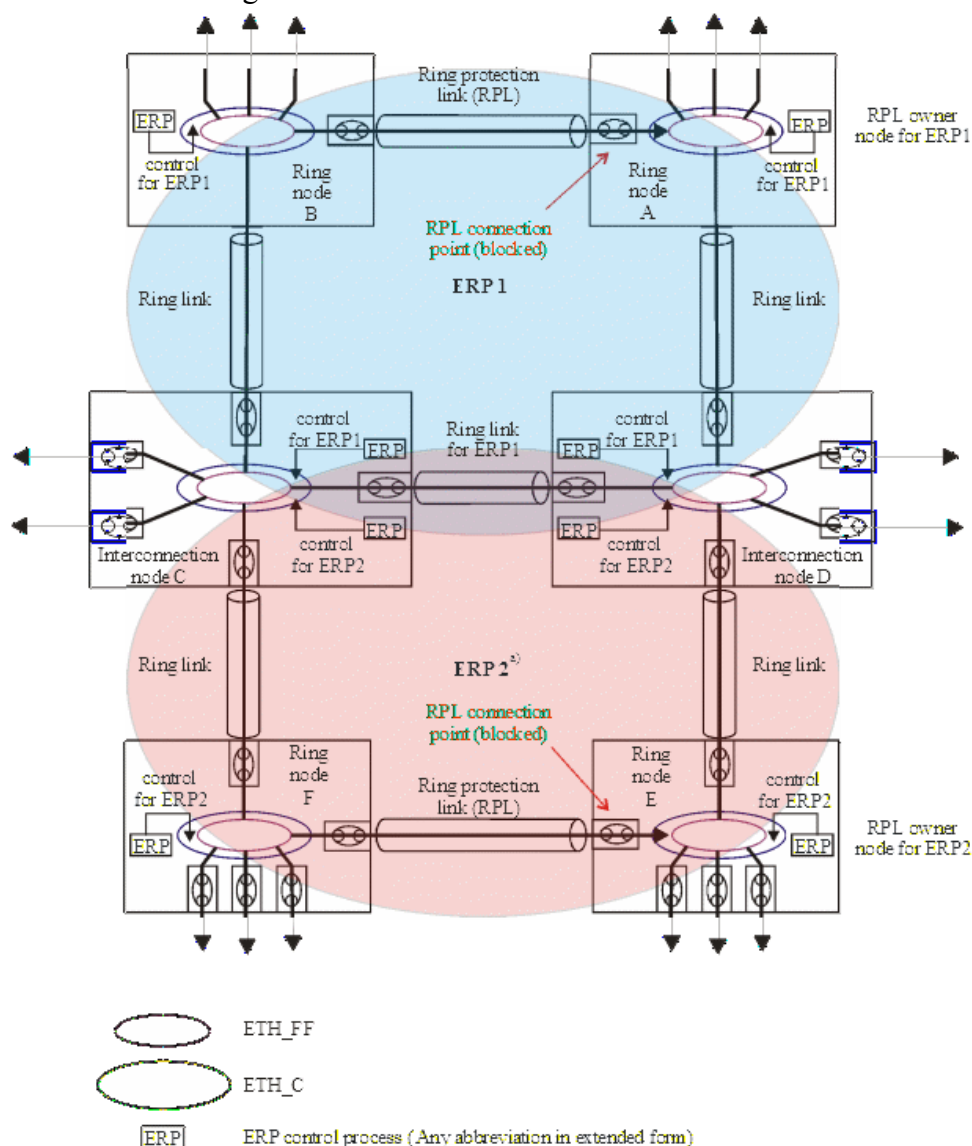 Ring protection
link (RPL)
ERP
ERP
RPL owner
node for ERP1
control
for ERP1
control
for ERP1
Ring
node
B
Ring
node
A
RPL connection
point (blocked)
ERP 1
Ring link
Ring link
control
for ERP1
ERP
Ring link
for ERP1
ERP
control
for ERP1
ERP
ERP
control
for ERP2
control
for ERP2
Interconnection
node C
Interconnection
node D
Ring link
Ring link
ERP 2a)
RPL connection
point (blocked)
Ring
node
F
Ring
node
E
control
for ERP2
control
for ERP2
Ring protection
link (RPL)
ERP
ERP
RPL owner
node for ERP2
ETH_FF
ETH_C
ERP
ERP control process (Any abbreviation in extended form)